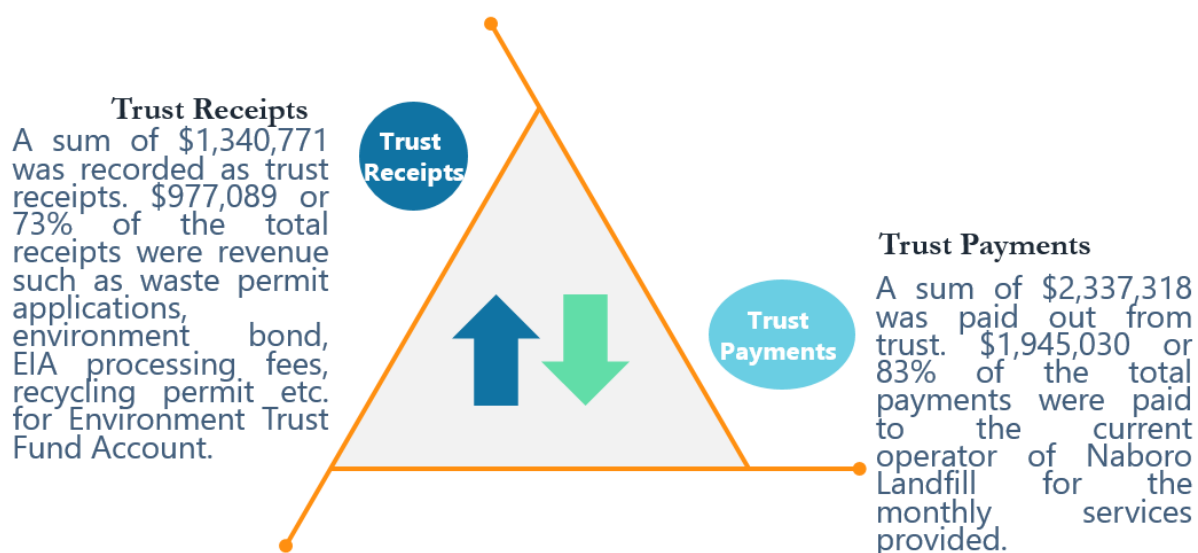 Trust Receipts
A sum of $1,340,771
was recorded as trust
receipts. $977,089 or
73% of the total
receipts were revenue
such as waste permit
applications,
environment bond,
EIA processing fees,
recycling permit etc.
for Environment Trust
Fund Account.
Trust
Receipts
Trust
Payments
Trust Payments
A sum of $2,337,318
was paid out from
trust. $1,945,030 or
83% of the total
payments were paid
to the current
operator of Naboro
Landfill for the
monthly services
provided.